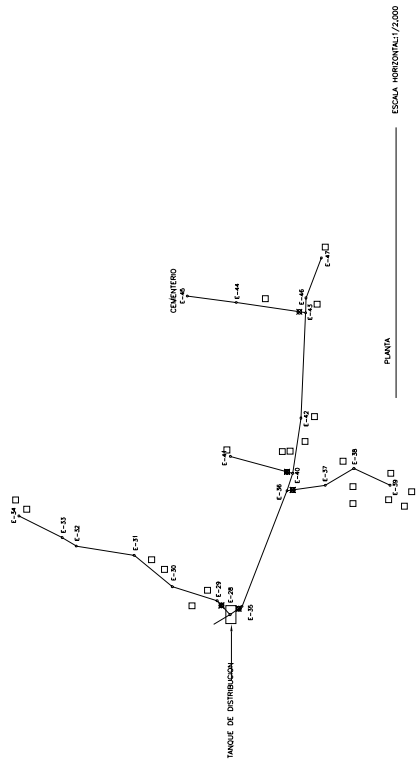 E-34
E-33
E-32
E-31
E-30
E-29
E-28
E-35
TANQUE DE DISTRIBUCION
CEMENTERIO
E-45
E-44
E-46
E-43
E-47
E-42
E-41
E-40
E-36
E-37
E-38
E-39
PLANTA
ESCALA HORIZONTAL:1/2,000